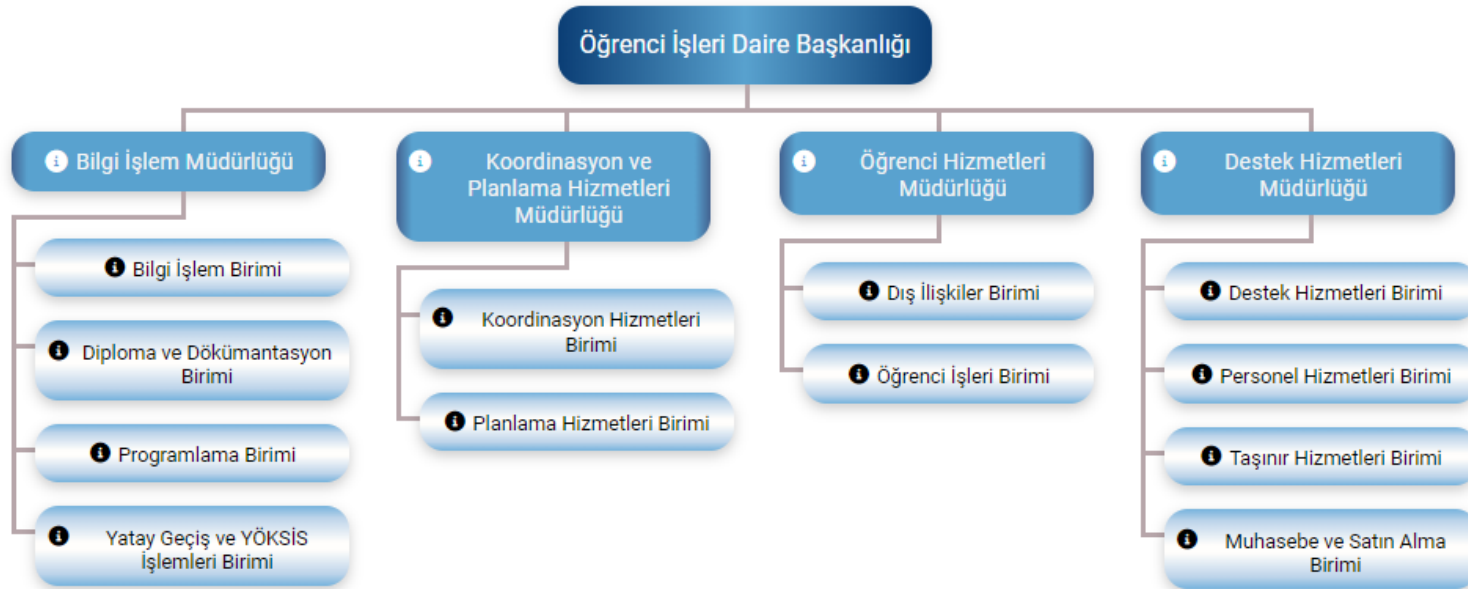 Öğrenci İşleri Daire Başkanlığı
Bilgi İşlem Müdürlüğü
Bilgi İşlem Birimi
Diploma ve Dökümantasyon
Birimi
Programlama Birimi
Yatay Geçiş ve YÖKSİS
İşlemleri Birimi
Koordinasyon ve
Planlama Hizmetleri
Müdürlüğü
Koordinasyon Hizmetleri
Birimi
Planlama Hizmetleri Birimi
Öğrenci Hizmetleri
Müdürlüğü
Dış İlişkiler Birimi
Öğrenci İşleri Birimi
Destek Hizmetleri
Müdürlüğü
Destek Hizmetleri Birimi
Personel Hizmetleri Birimi
Taşınır Hizmetleri Birimi
Muhasebe ve Satın Alma
Birimi